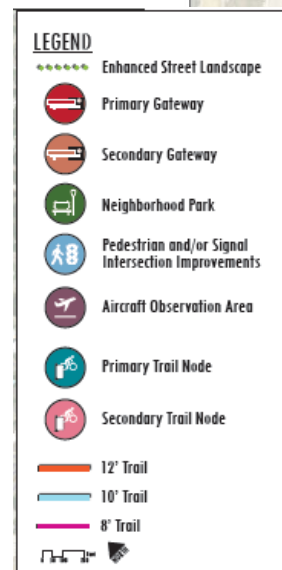 LEGEND
Enhanced Street Landscape
Primary Gateway
Secondary Gateway
Neighborhood Park
Pedestrian and/or Signal
Intersection Improvements
Aircraft Observation Area
Primary Trail Node
Secondary Trail Node
12' Trail
10' Trail
8' Trail